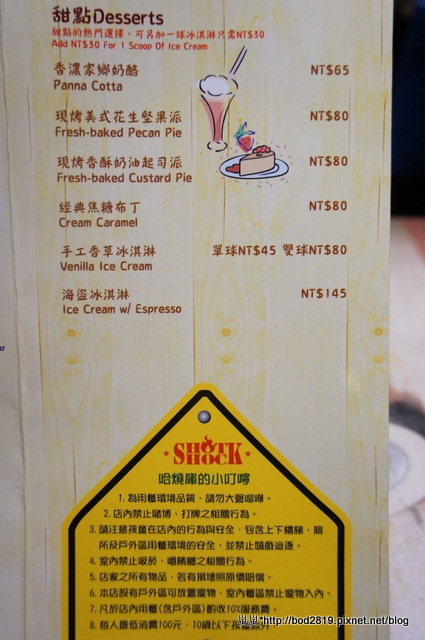 甜點Desserts
甜點的熱門選擇，可另加一球冰淇淋只需NT$30
Add NT$30 For 1 Scoop Of Ice Cream
香濃家鄉奶酪 NT$65
Panna Cotta
現烤美式花生堅果派 NT$80
Fresh-baked Pecan Pie
現烤香酥奶油起司派 NT$80
Fresh-baked Custard Pie
經典焦糖布丁 NT$80
Cream Caramel
手工香草冰淇淋 單球NT$45 雙球NT$80
Venilla Ice Cream
海盜冰淇淋 NT$145
Ice Cream w/ Espresso
SHOT SHOCK
哈燒庫的小叮嚀
1. 為用餐環境品質，請勿大聲喧嘩。
2. 店內禁止賭博、打牌之相關行為。
3. 請注意孩童在店內的行為與安全，包含上下樓梯、廁
所及戶外區用餐環境的安全，並禁止嬉戲追逐。
4. 室內禁止吸菸，嚼檳榔之相關行為。
5. 店家之所有物品，若有損壞照原價賠償。
6. 本店設有戶外區可放置寵物，室內餐區禁止寵物入內。
7. 凡於店內用餐(含戶外區)酌收10%服務費。
8. 每人最低消費100元，10歲以下孩童
"http://bod2819.pixnet.net/blog